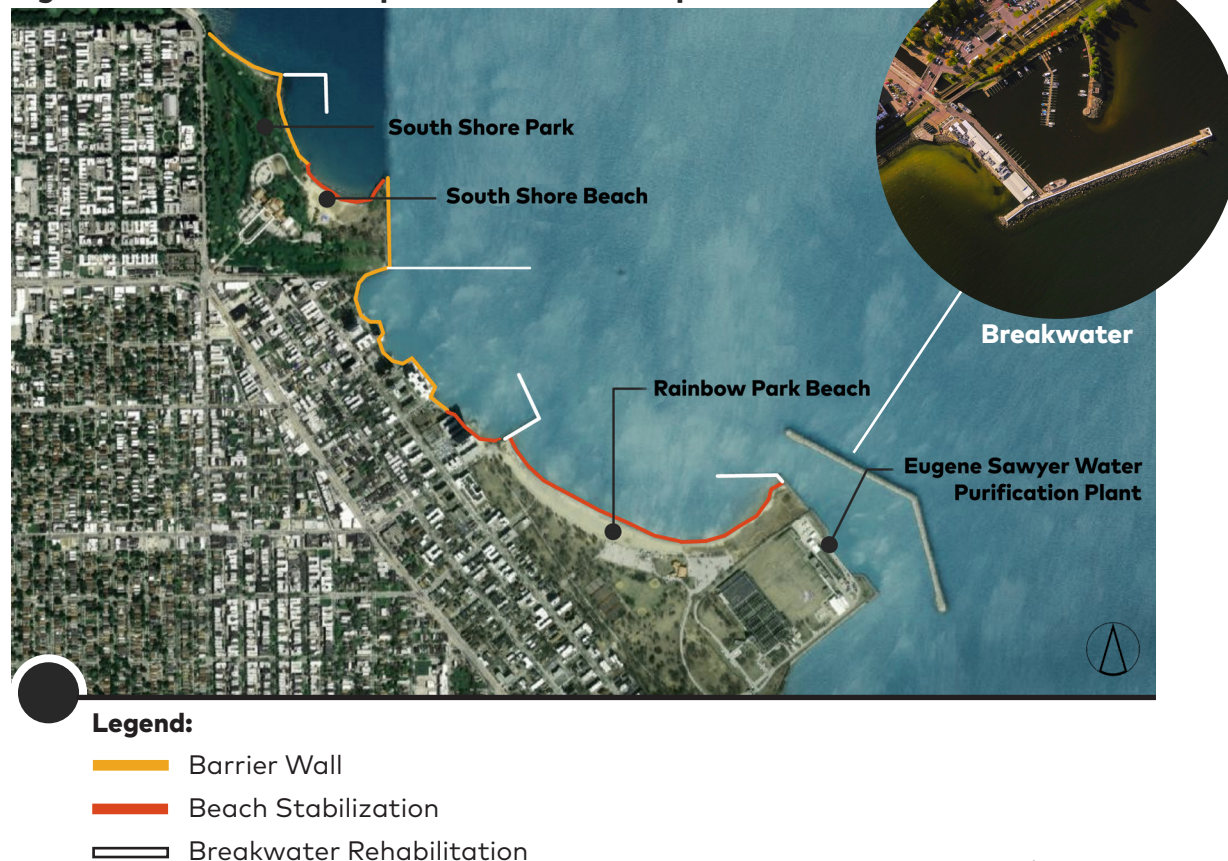 South Shore Park
South Shore Beach
Breakwater
Rainbow Park Beach
Eugene Sawyer Water
Purification Plant
Legend:
Barrier Wall
Beach Stabilization
Breakwater Rehabilitation